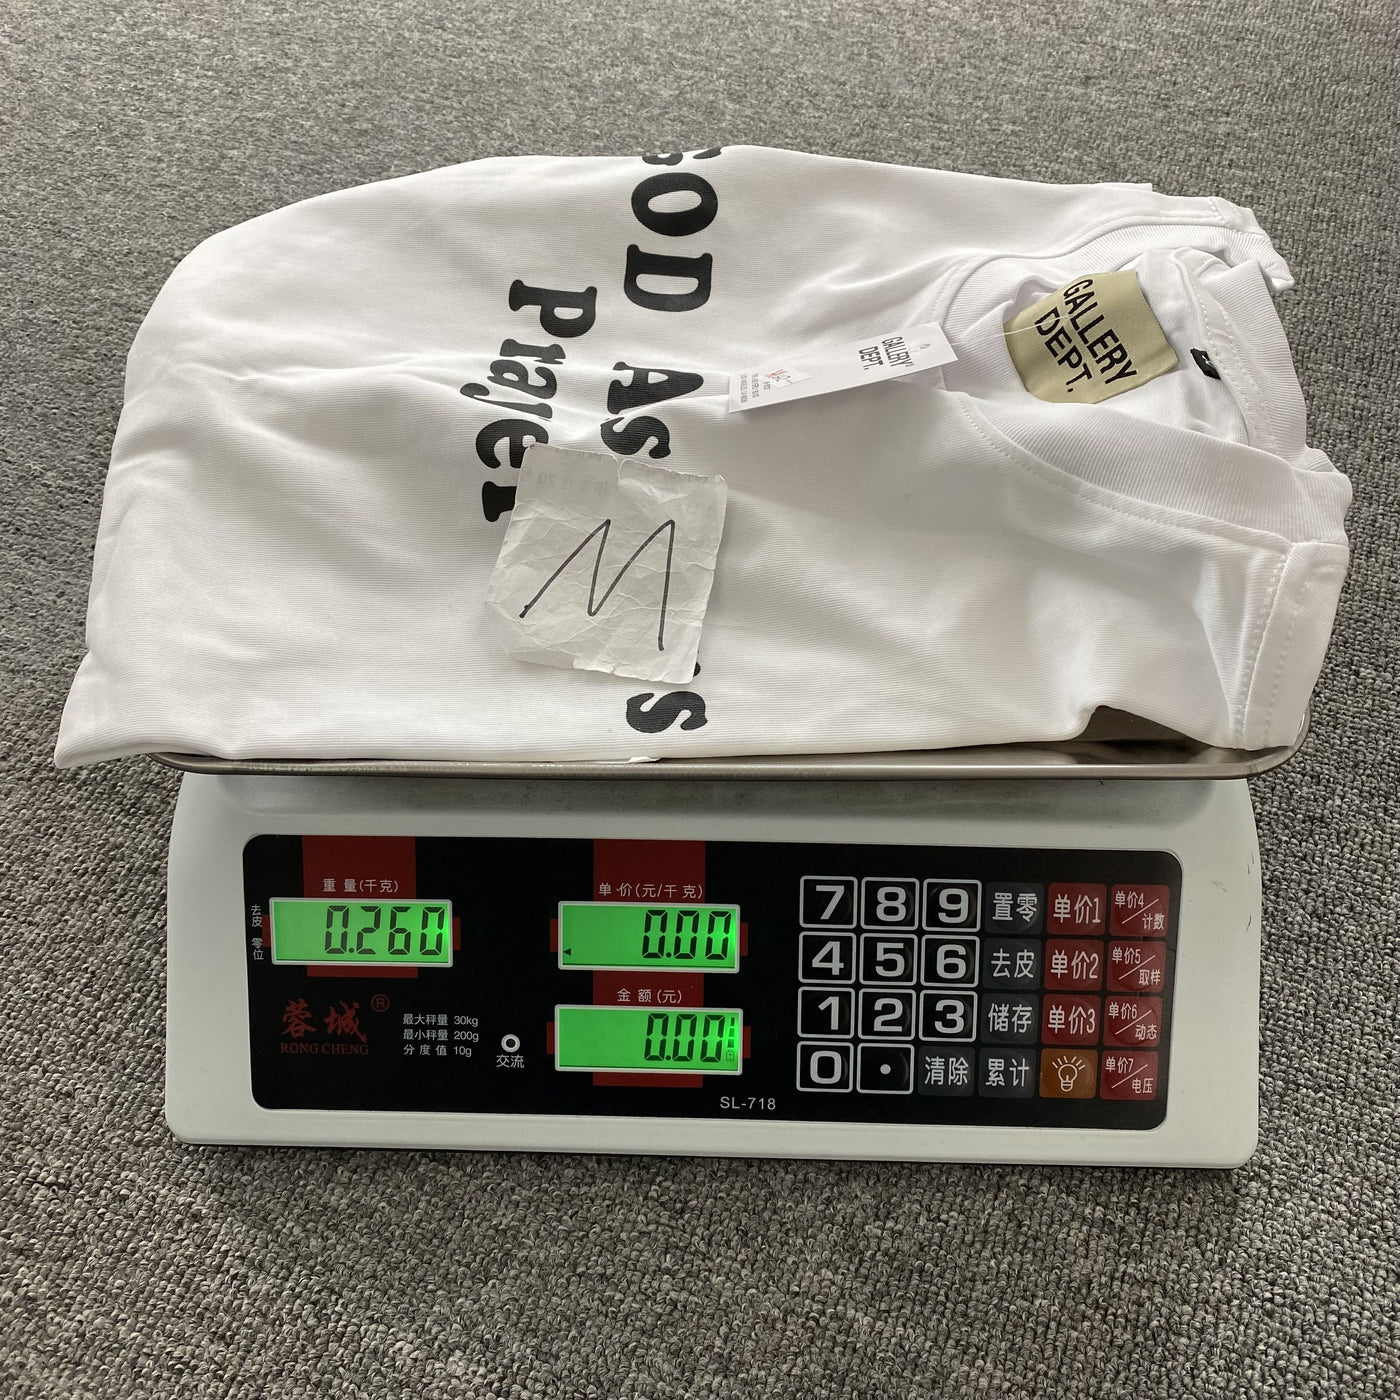 GOD
As
Prayer
's
GALLERY
DEPT.
GALLERY
DEPT.
M
重量(千克)
去皮
零位
0.260
单价(元/千克)
0.00
金额(元)
0.00
蓉城®
RONG CHENG
最大秤量 30kg
最小秤量 200g
分度值 10g
交流
SL-718
7 8 9 置零 单价1 单价4/计数
4 5 6 去皮 单价2 单价5/取样
1 2 3 储存 单价3 单价6/动态
0 · 清除 累计 单价7/电压